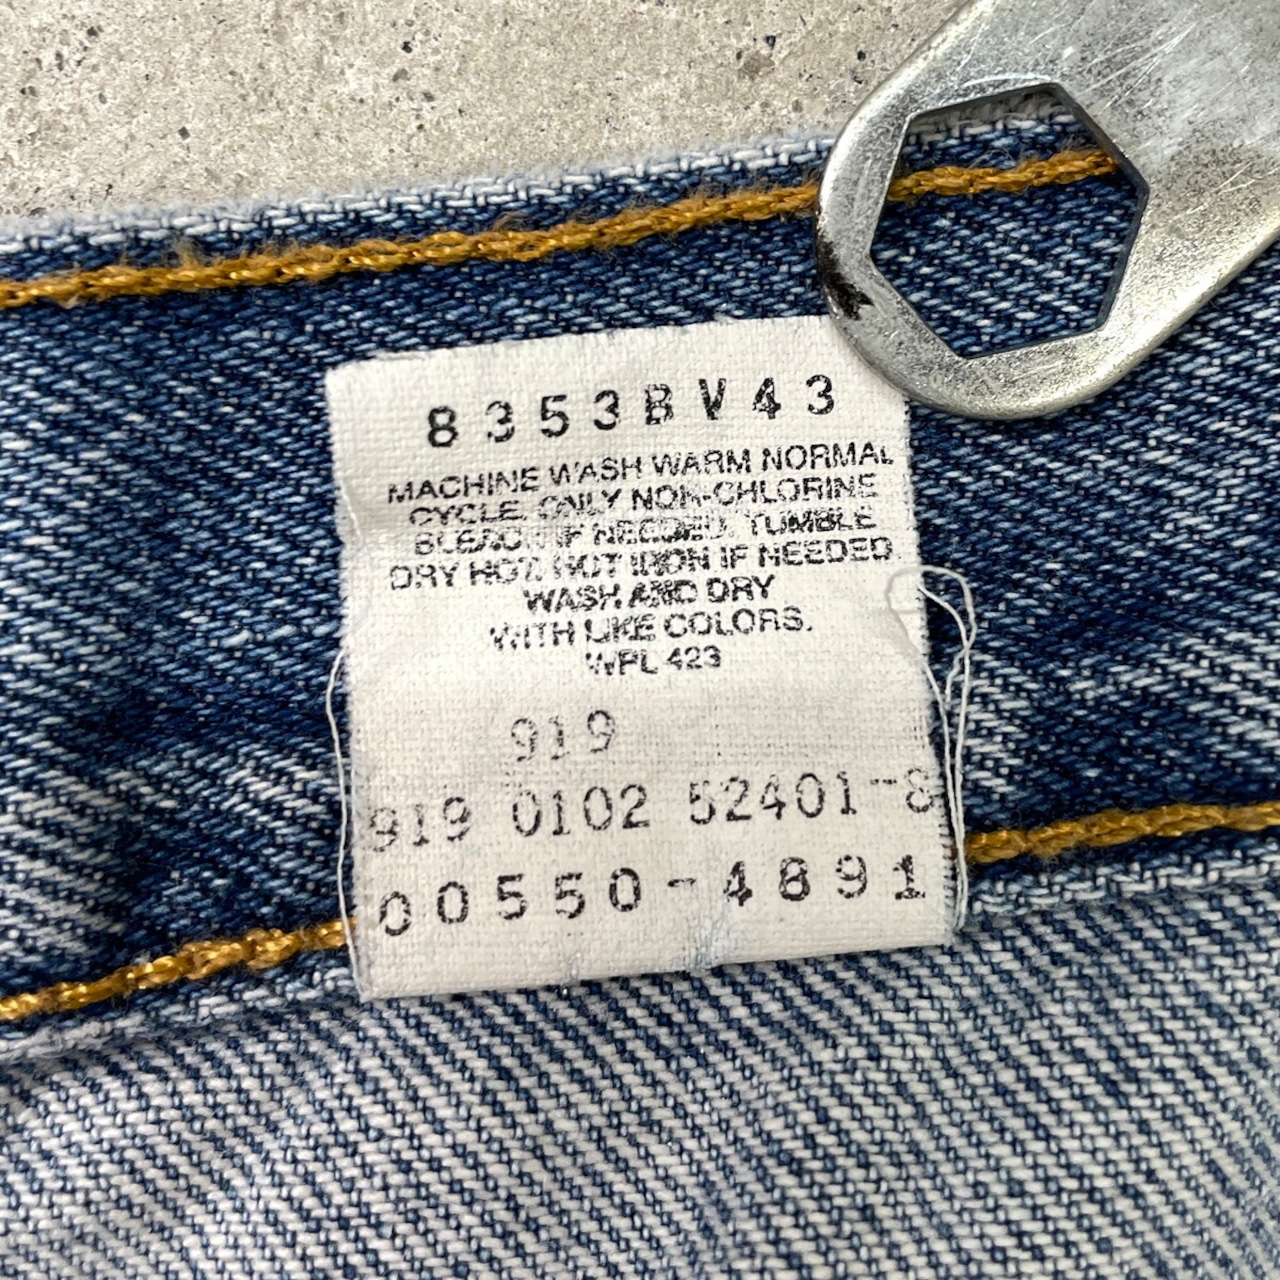 8353BV43
MACHINE WASH WARM NORMAL
CYCLE. ONLY NON-CHLORINE
BLEACH IF NEEDED. TUMBLE
DRY HOT. HOT IRON IF NEEDED.
WASH AND DRY
WITH LIKE COLORS.
WPL 423
919
919 0102 52401-8
00550-4891